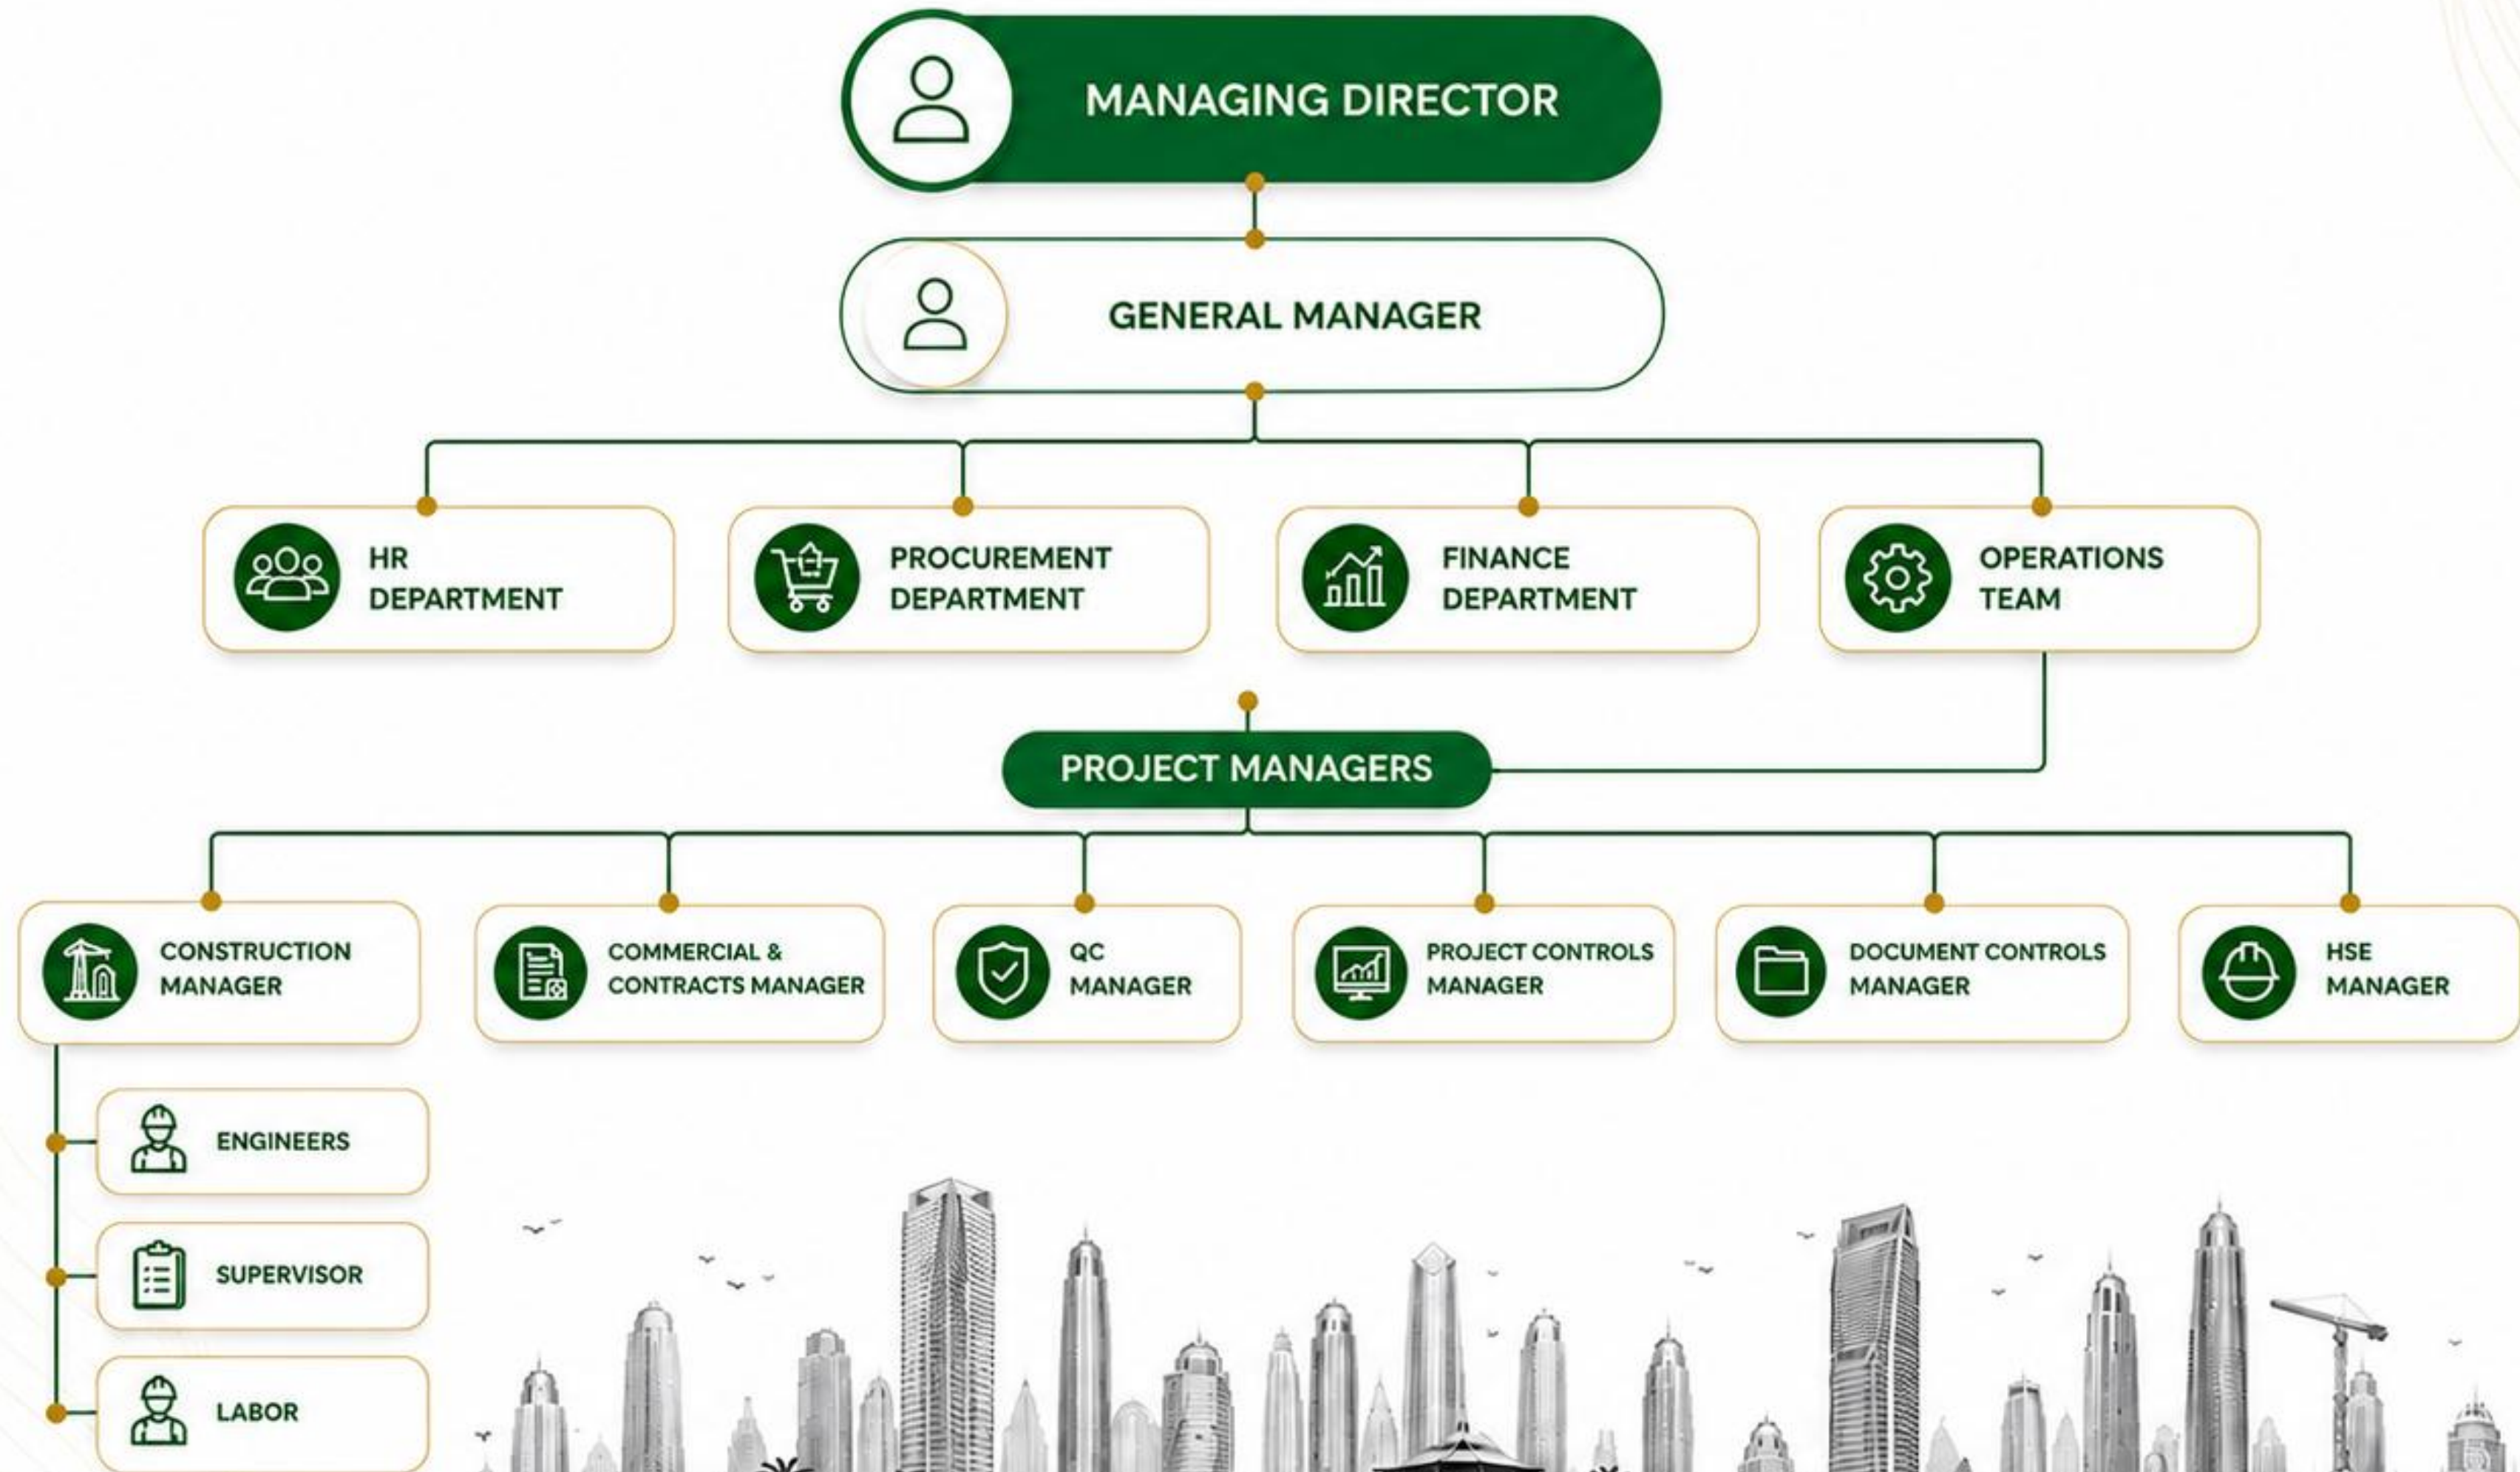 MANAGING DIRECTOR
GENERAL MANAGER
HR
DEPARTMENT
PROCUREMENT
DEPARTMENT
FINANCE
DEPARTMENT
OPERATIONS
TEAM
PROJECT MANAGERS
CONSTRUCTION
MANAGER
COMMERCIAL &
CONTRACTS MANAGER
QC
MANAGER
PROJECT CONTROLS
MANAGER
DOCUMENT CONTROLS
MANAGER
HSE
MANAGER
ENGINEERS
SUPERVISOR
LABOR